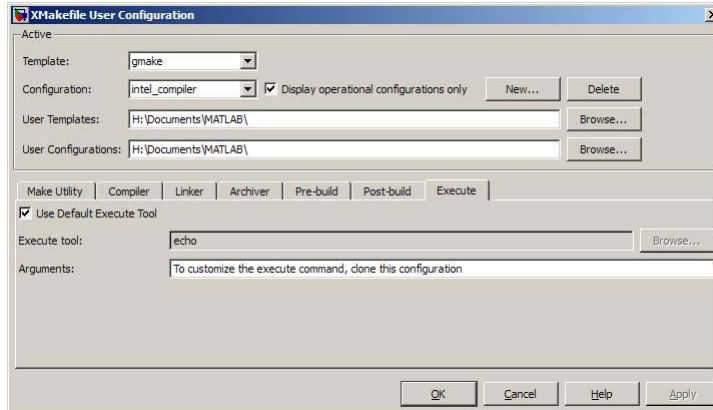 XMakefile User Configuration
Active
Template: gmake
Configuration: intel_compiler Display operational configurations only New... Delete
User Templates: H:\Documents\MATLAB\ Browse...
User Configurations: H:\Documents\MATLAB\ Browse...
Make Utility Compiler Linker Archiver Pre-build Post-build Execute
Use Default Execute Tool
Execute tool: echo Browse...
Arguments: To customize the execute command, clone this configuration
OK Cancel Help Apply